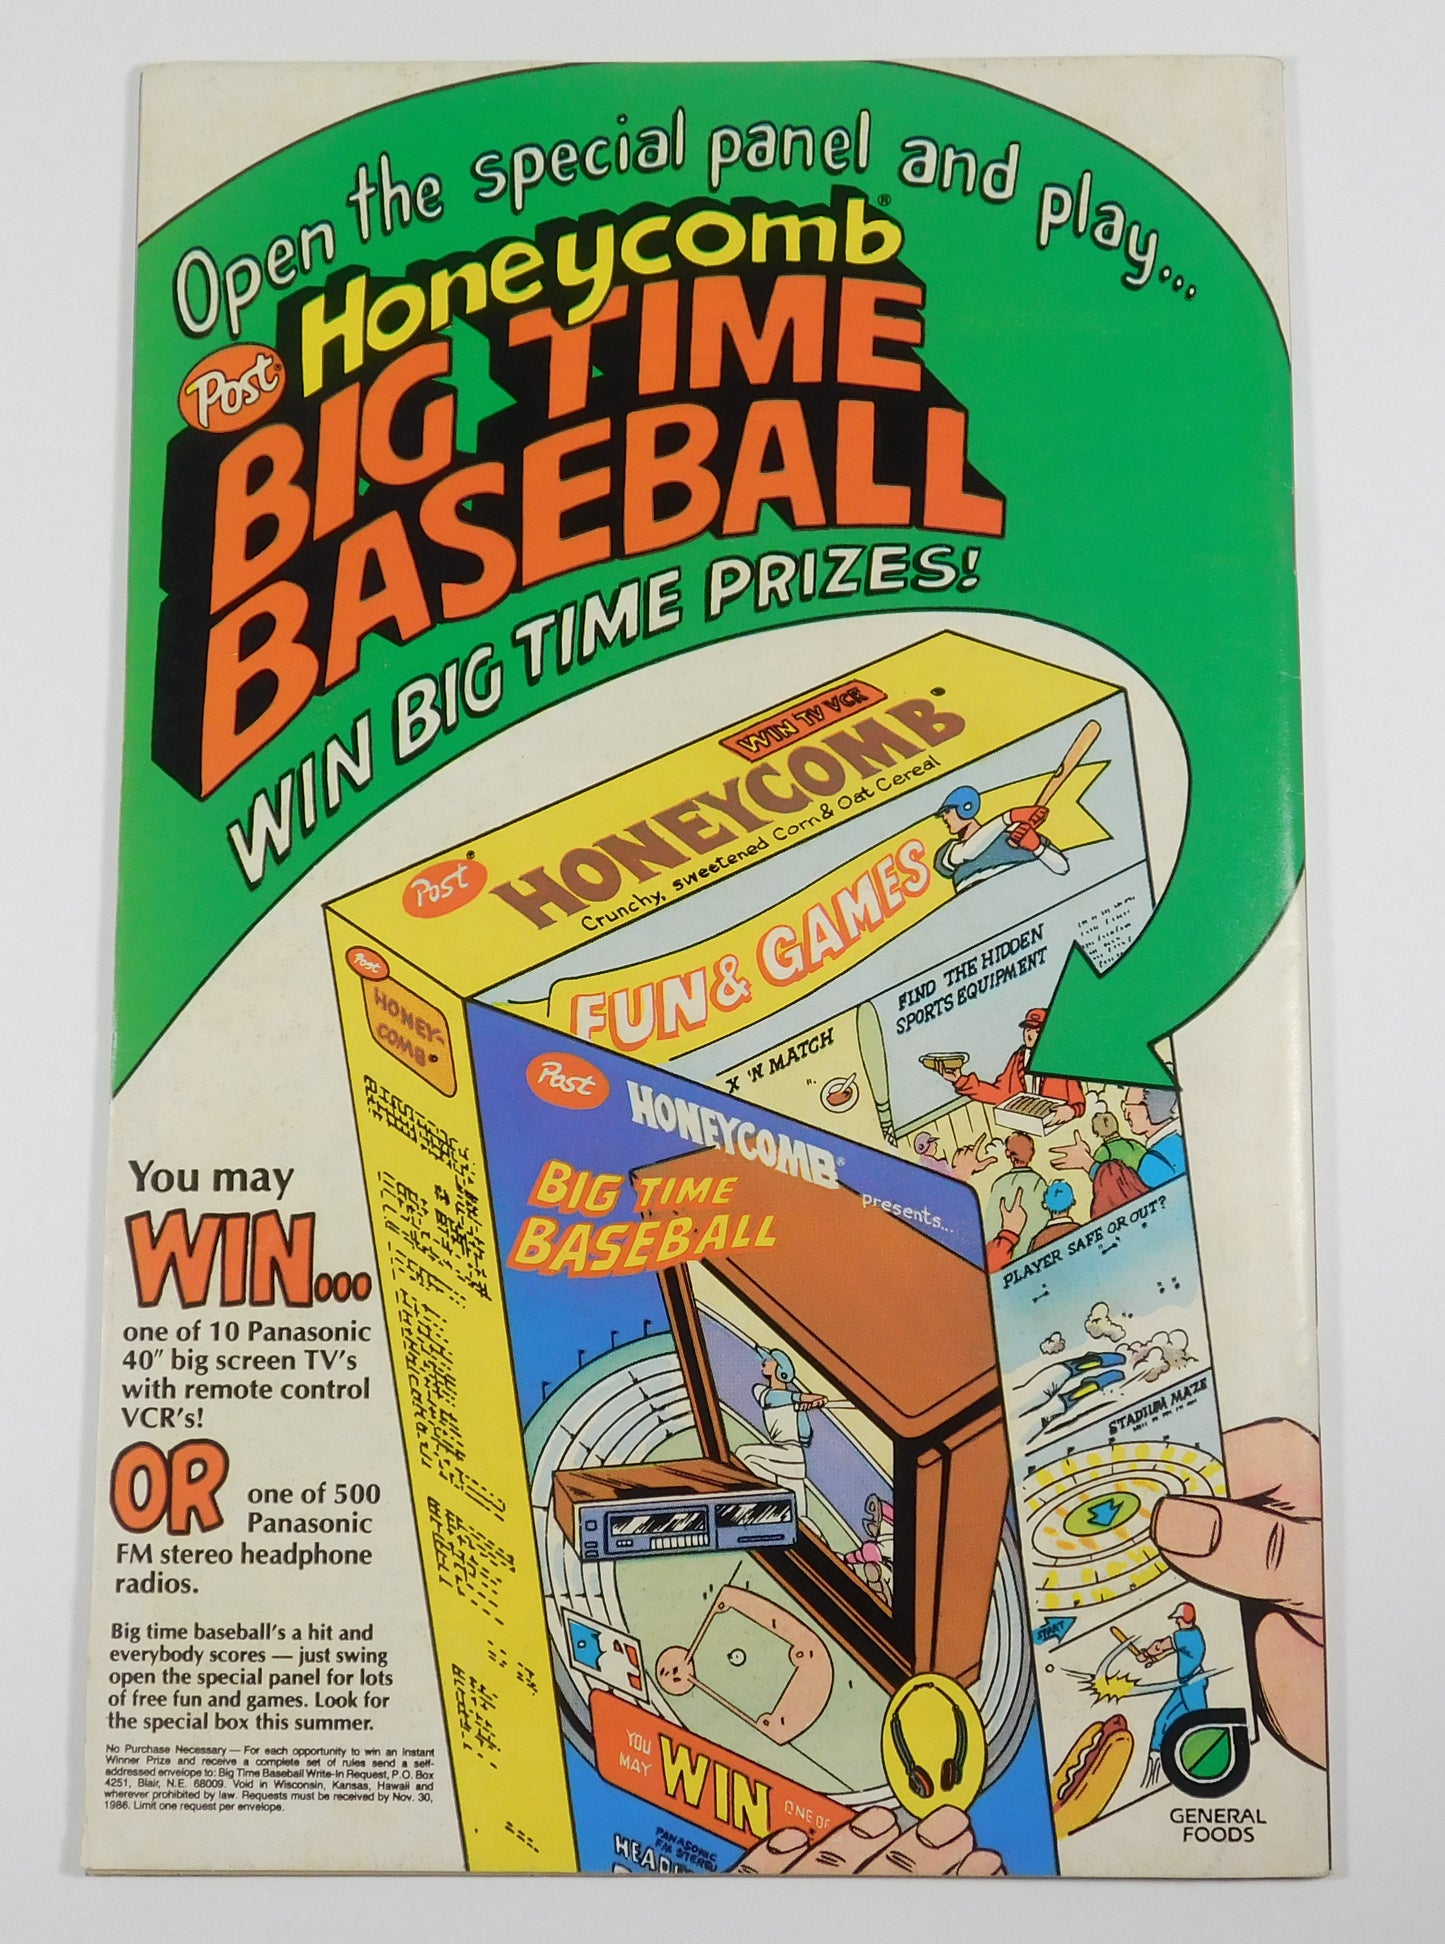 Open the special panel and play...
Post® Honeycomb®
BIG TIME
BASEBALL
WIN BIG TIME PRIZES!
WIN TV VCR
Post® HONEYCOMB®
Crunchy, sweetened Corn & Oat Cereal
FUN & GAMES
FIND THE HIDDEN
SPORTS EQUIPMENT
X 'N MATCH
Post
HONEY-
COMB®
Post HONEYCOMB®
presents...
BIG TIME
BASEBALL
PLAYER SAFE OR OUT?
STADIUM MAZE
START
YOU
MAY
WIN
ONE OF
PANASONIC
FM STEREO
You may
WIN...
one of 10 Panasonic
40" big screen TV's
with remote control
VCR's!
OR one of 500
Panasonic
FM stereo headphone
radios.
Big time baseball's a hit and
everybody scores — just swing
open the special panel for lots
of free fun and games. Look for
the special box this summer.
No Purchase Necessary — For each opportunity to win an Instant
Winner Prize and receive a complete set of rules send a self-
addressed envelope to: Big Time Baseball Write-In Request, P.O. Box
4251, Blair, N.E. 68009. Void in Wisconsin, Kansas, Hawaii and
wherever prohibited by law. Requests must be received by Nov. 30,
1986. Limit one request per envelope.
GENERAL
FOODS